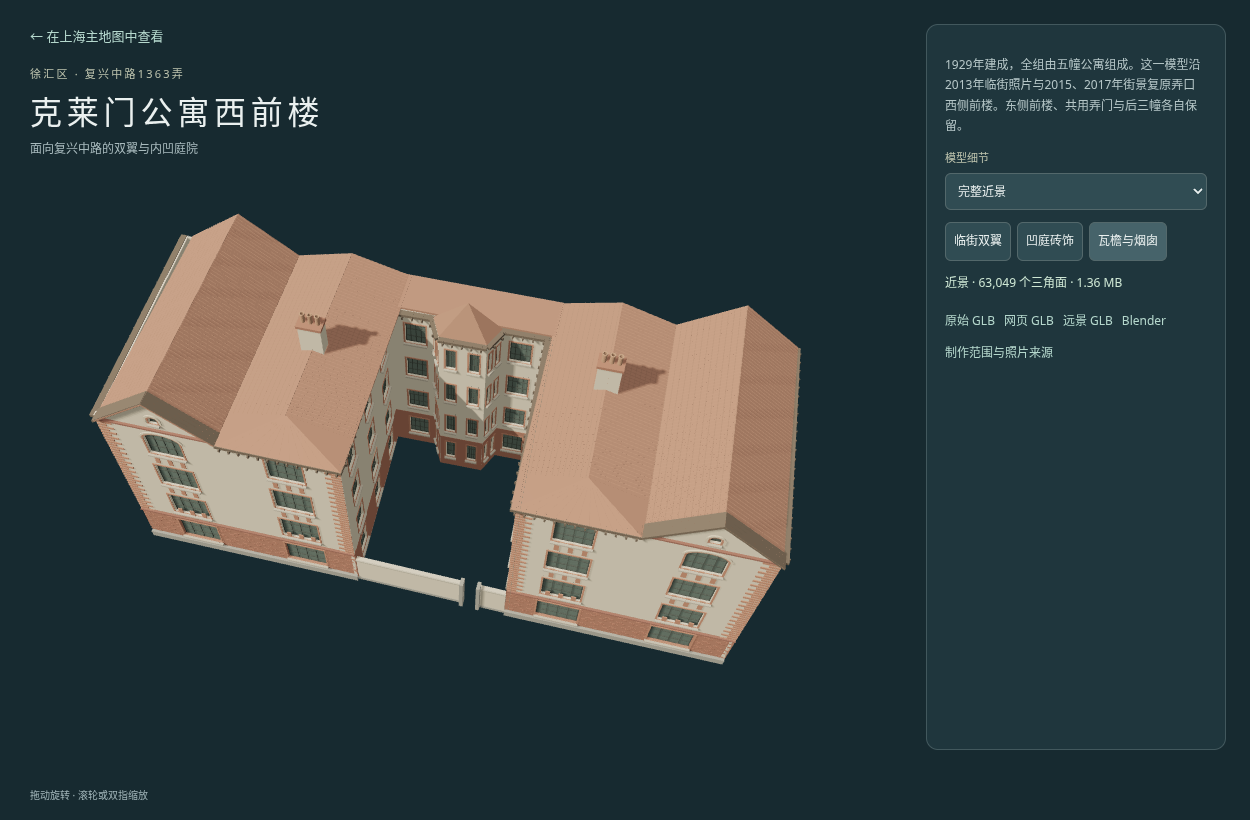 ← 在上海主地图中查看
徐汇区 · 复兴中路1363弄
克莱门公寓西前楼
面向复兴中路的双翼与内凹庭院
1929年建成，全组由五幢公寓组成。这一模型沿
2013年临街照片与2015、2017年街景复原弄口
西侧前楼。东侧前楼、共用弄门与后三幢各自保
留。
模型细节
完整近景
临街双翼 凹庭砖饰 瓦檐与烟囱
近景 · 63,049 个三角面 · 1.36 MB
原始 GLB 网页 GLB 远景 GLB Blender
制作范围与照片来源
拖动旋转 · 滚轮或双指缩放